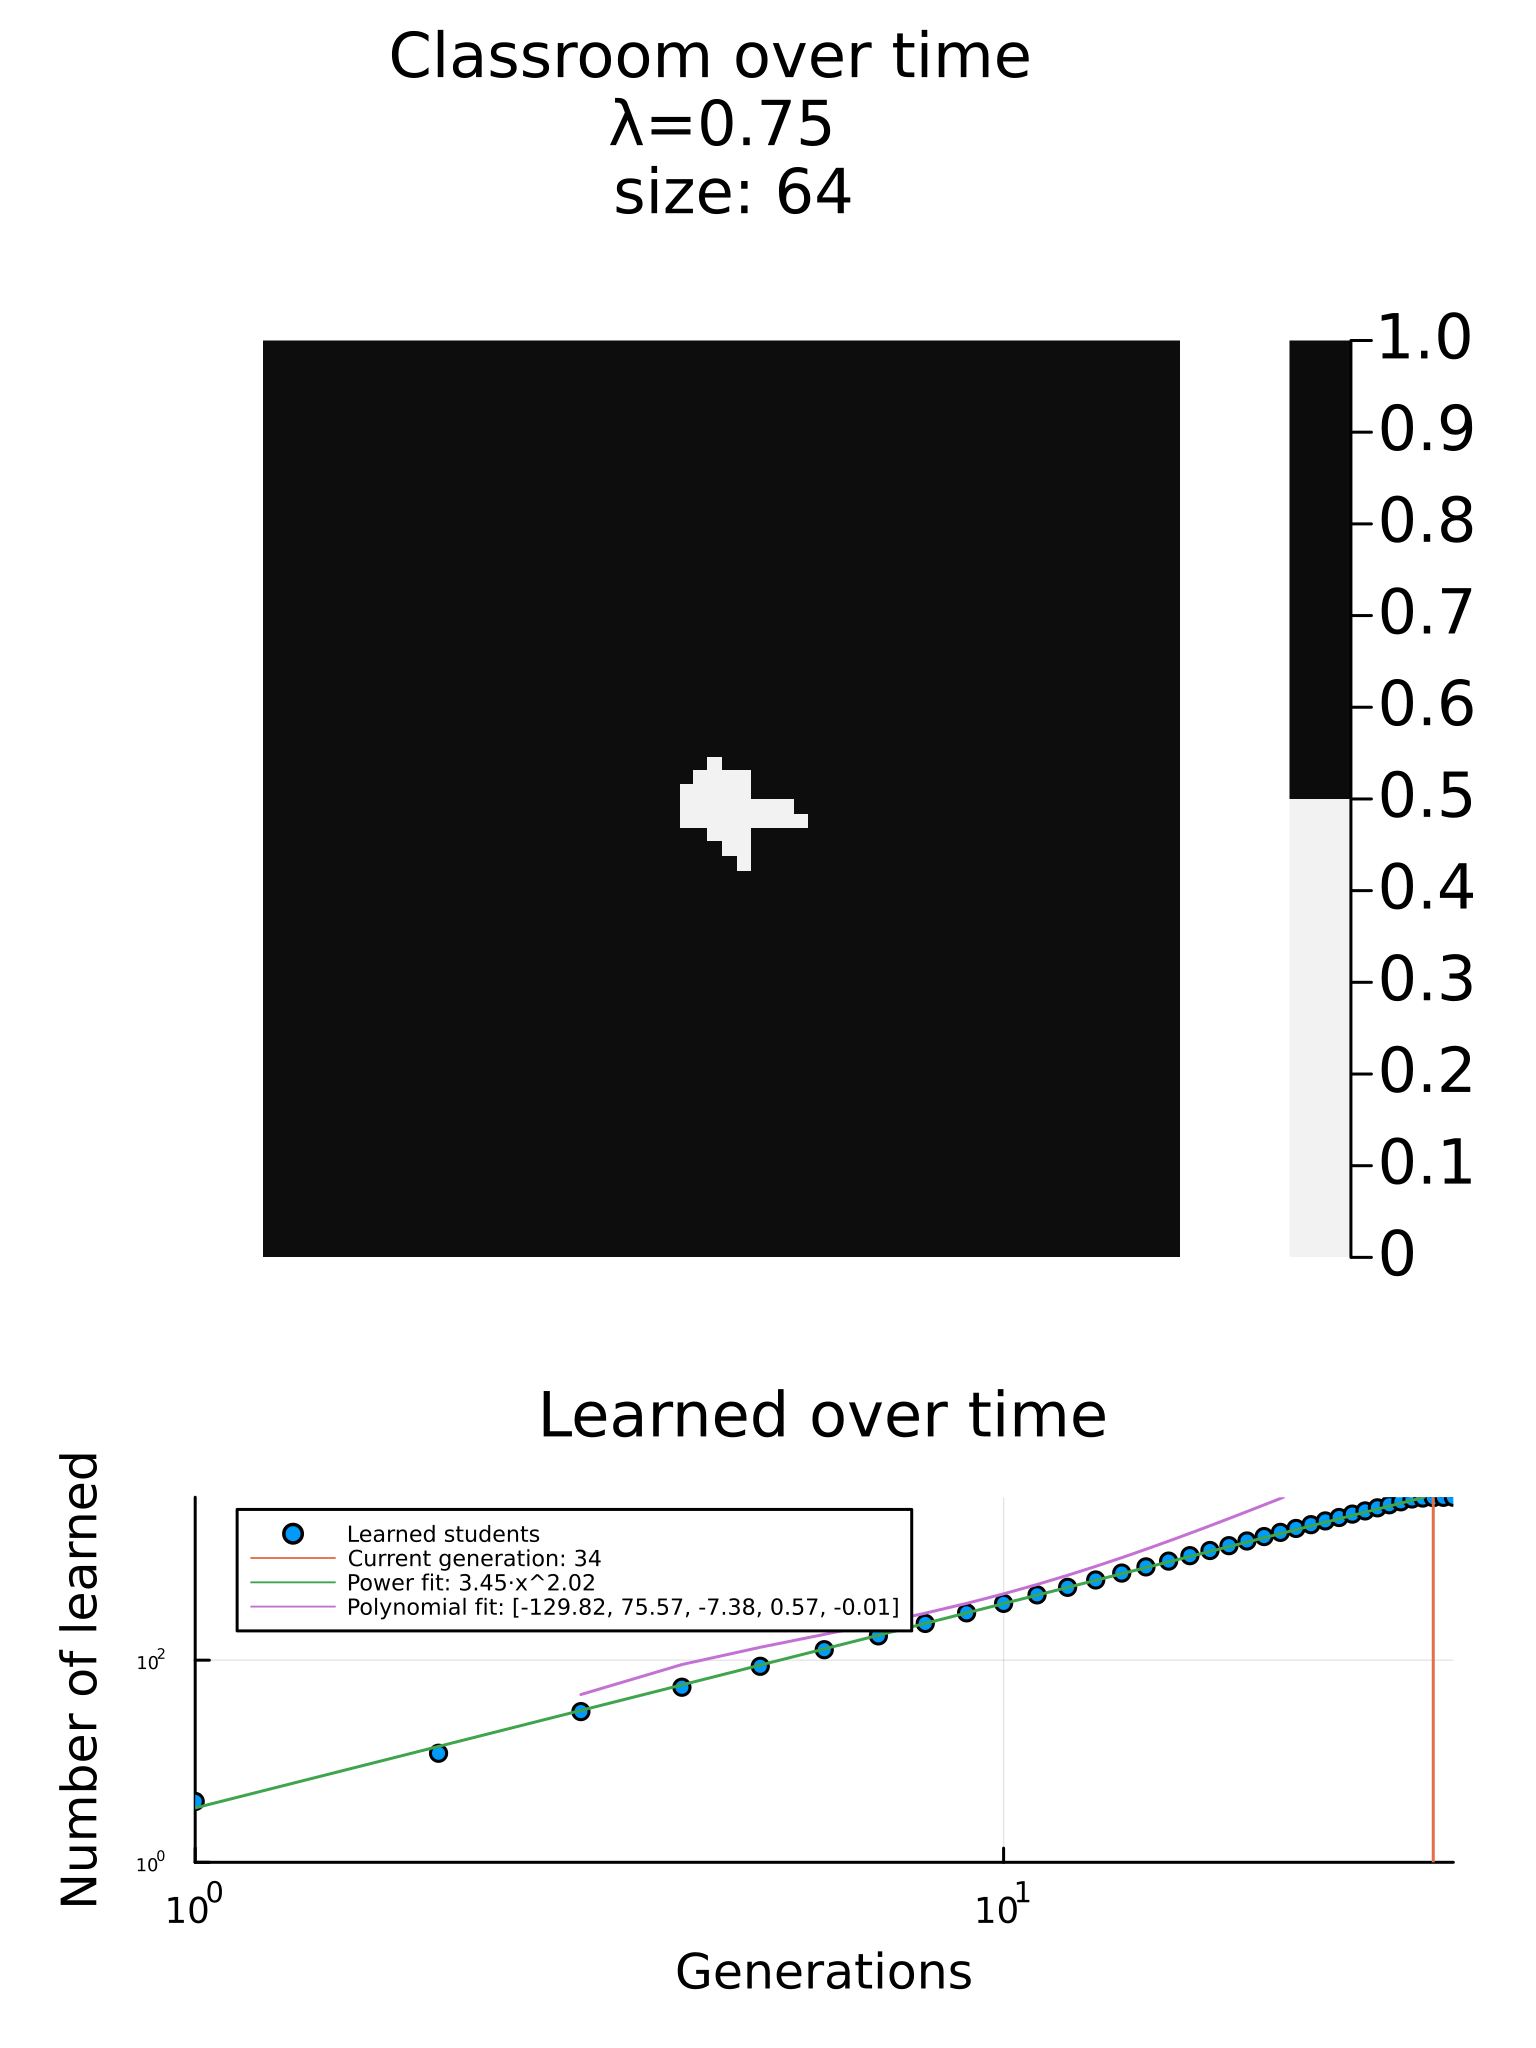 Classroom over time
λ=0.75
size: 64
1.0
0.9
0.8
0.7
0.6
0.5
0.4
0.3
0.2
0.1
0
Learned over time
Number of learned
Learned students
Current generation: 34
Power fit: 3.45·x^2.02
Polynomial fit: [-129.82, 75.57, -7.38, 0.57, -0.01]
10²
10⁰
10⁰ 10¹
Generations